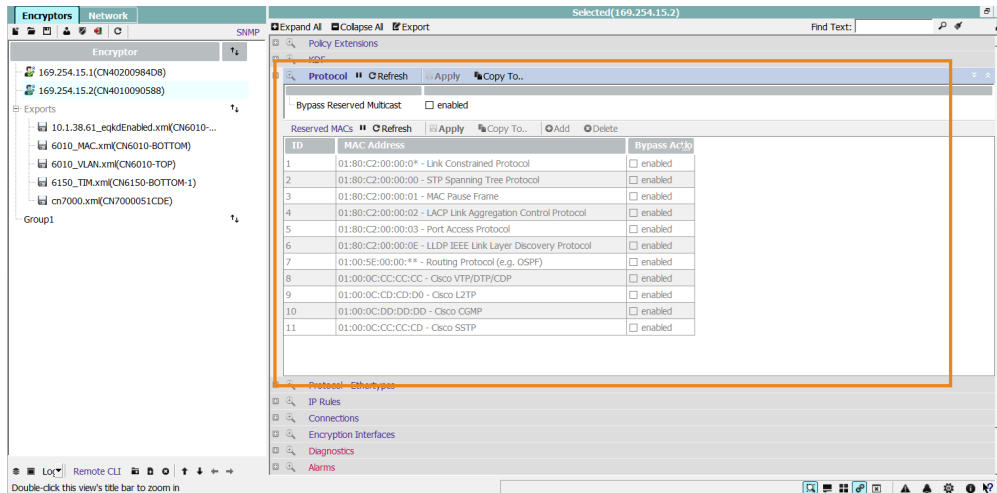 Encryptors Network
SNMP
Encryptor
169.254.15.1(CN40200984D8)
169.254.15.2(CN4010090588)
Exports
10.1.38.61_eqkdEnabled.xml(CN6010-...
6010_MAC.xml(CN6010-BOTTOM)
6010_VLAN.xml(CN6010-TOP)
6150_TIM.xml(CN6150-BOTTOM-1)
cn7000.xml(CN7000051CDE)
Group1
Remote CLI
Double-click this view's title bar to zoom in
Selected(169.254.15.2)
Expand All Collapse All Export Find Text:
Policy Extensions
KDF
Protocol Refresh Apply Copy To..
Bypass Reserved Multicast enabled
Reserved MACs Refresh Apply Copy To.. Add Delete
ID MAC Address Bypass Actio
1 01:80:C2:00:00:0* - Link Constrained Protocol enabled
2 01:80:C2:00:00:00 - STP Spanning Tree Protocol enabled
3 01:80:C2:00:00:01 - MAC Pause Frame enabled
4 01:80:C2:00:00:02 - LACP Link Aggregation Control Protocol enabled
5 01:80:C2:00:00:03 - Port Access Protocol enabled
6 01:80:C2:00:00:0E - LLDP IEEE Link Layer Discovery Protocol enabled
7 01:00:5E:00:00:** - Routing Protocol (e.g. OSPF) enabled
8 01:00:0C:CC:CC:CC - Cisco VTP/DTP/CDP enabled
9 01:00:0C:CD:CD:D0 - Cisco L2TP enabled
10 01:00:0C:DD:DD:DD - Cisco CGMP enabled
11 01:00:0C:CC:CC:CD - Cisco SSTP enabled
Protocol - Ethertypes
IP Rules
Connections
Encryption Interfaces
Diagnostics
Alarms